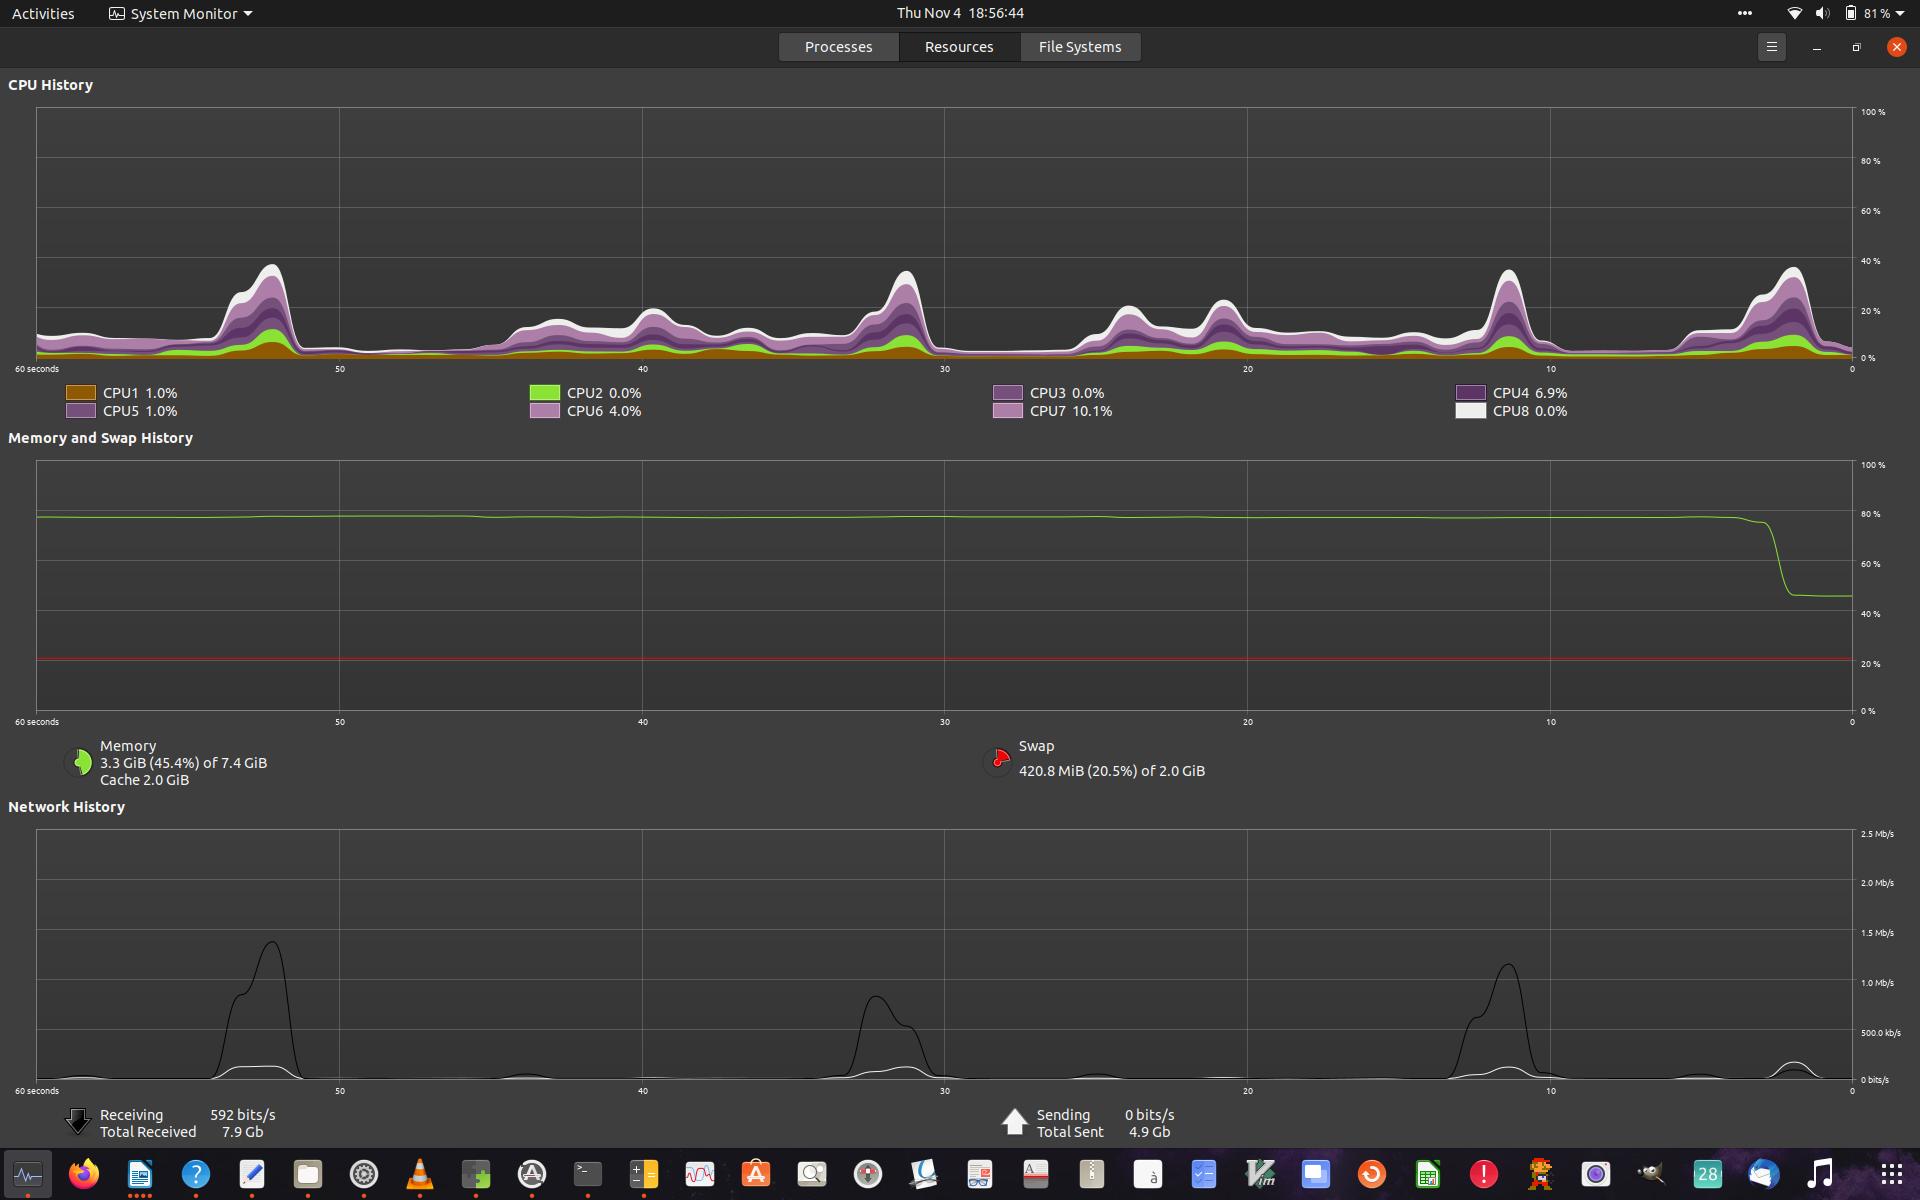 Activities System Monitor Thu Nov 4 18:56:44 81 %
Processes Resources File Systems
CPU History
100 %
80 %
60 %
40 %
20 %
0 %
60 seconds 50 40 30 20 10 0
CPU1 1.0% CPU2 0.0% CPU3 0.0% CPU4 6.9%
CPU5 1.0% CPU6 4.0% CPU7 10.1% CPU8 0.0%
Memory and Swap History
100 %
80 %
60 %
40 %
20 %
0 %
60 seconds 50 40 30 20 10 0
Memory
3.3 GiB (45.4%) of 7.4 GiB
Cache 2.0 GiB
Swap
420.8 MiB (20.5%) of 2.0 GiB
Network History
2.5 Mb/s
2.0 Mb/s
1.5 Mb/s
1.0 Mb/s
500.0 kb/s
0 bits/s
60 seconds 50 40 30 20 10 0
Receiving 592 bits/s
Total Received 7.9 Gb
Sending 0 bits/s
Total Sent 4.9 Gb
? >_ A à Vim ! 28